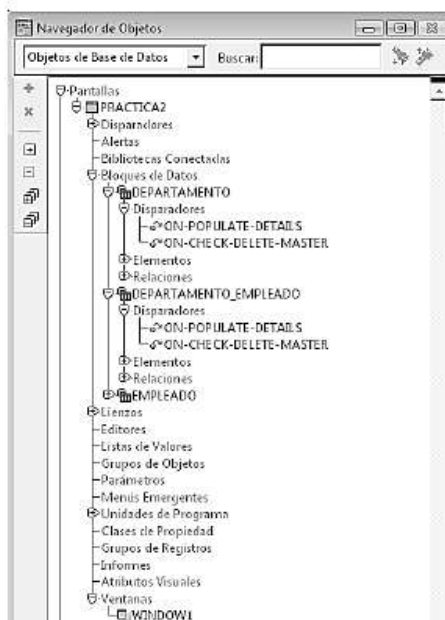 Navegador de Objetos
Objetos de Base de Datos Buscar:
Pantallas
PRACTICA2
Disparadores
Alertas
Bibliotecas Conectadas
Bloques de Datos
DEPARTAMENTO
Disparadores
ON-POPULATE-DETAILS
ON-CHECK-DELETE-MASTER
Elementos
Relaciones
DEPARTAMENTO_EMPLEADO
Disparadores
ON-POPULATE-DETAILS
ON-CHECK-DELETE-MASTER
Elementos
Relaciones
EMPLEADO
Lienzos
Editores
Listas de Valores
Grupos de Objetos
Parámetros
Menús Emergentes
Unidades de Programa
Clases de Propiedad
Grupos de Registros
Informes
Atributos Visuales
Ventanas
WINDOW1